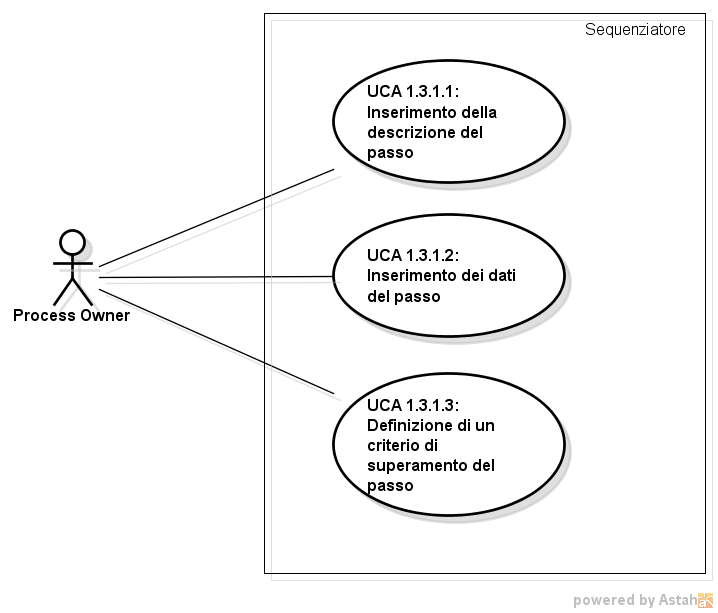 Sequenziatore
UCA 1.3.1.1:
Inserimento della
descrizione del
passo
UCA 1.3.1.2:
Inserimento dei dati
del passo
Process Owner
UCA 1.3.1.3:
Definizione di un
criterio di
superamento del
passo
powered by Astah